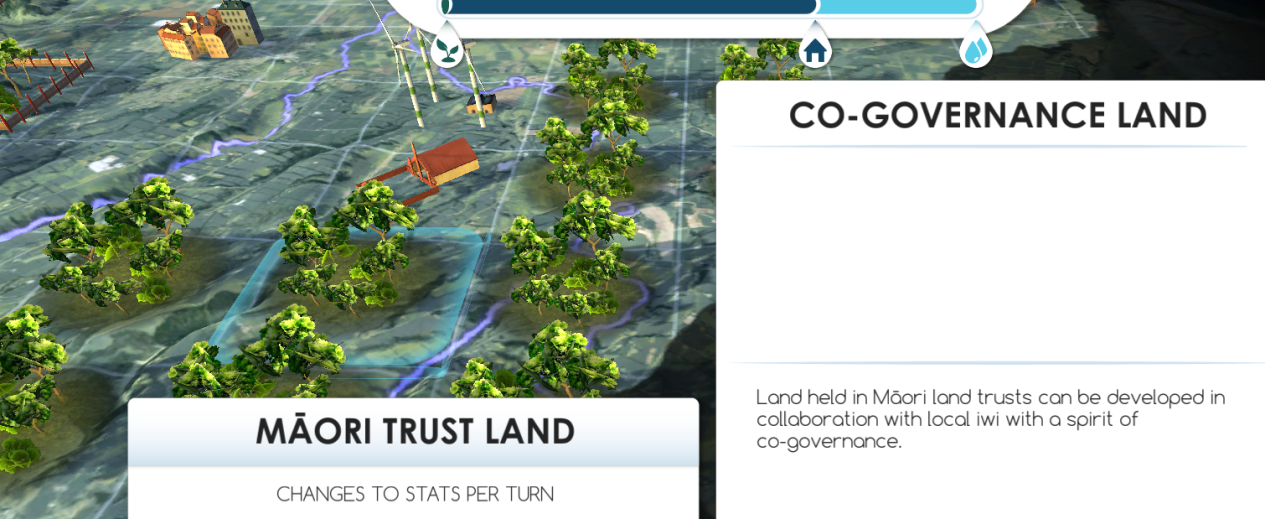 CO-GOVERNANCE LAND
Land held in Māori land trusts can be developed in
collaboration with local iwi with a spirit of
co-governance.
MĀORI TRUST LAND
CHANGES TO STATS PER TURN